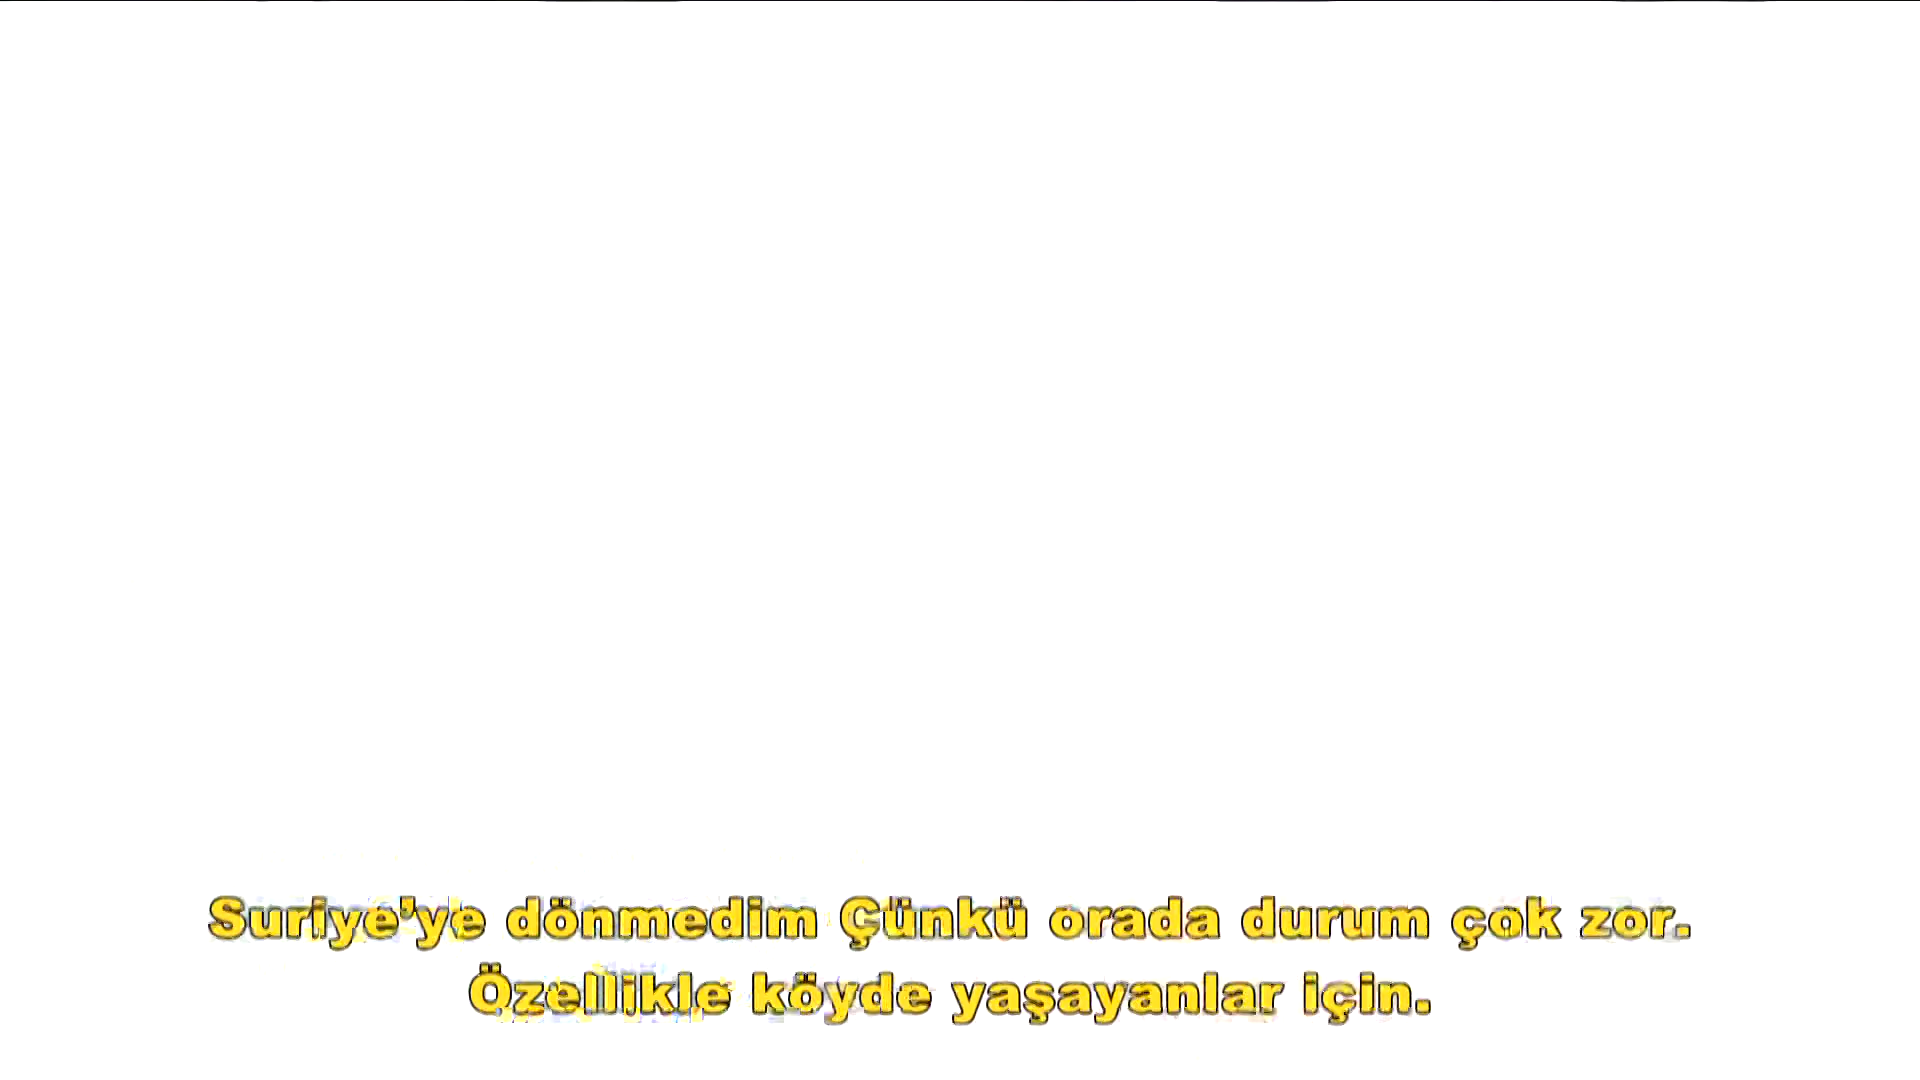 Suriye’ye dönmedim Çünkü orada durum çok zor.
Özellikle köyde yaşayanlar için.